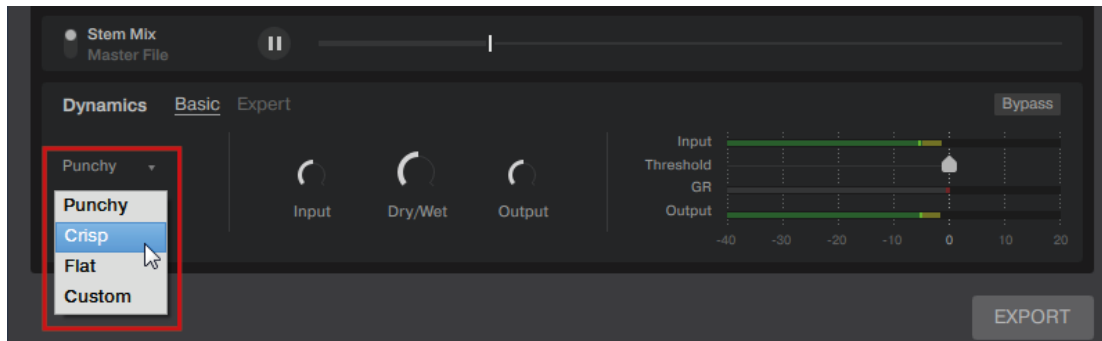 Stem Mix
Master File
Dynamics Basic Expert Bypass
Punchy
Punchy
Crisp
Flat
Custom
Input Dry/Wet Output
Input
Threshold
GR
Output
-40 -30 -20 -10 0 10 20
EXPORT